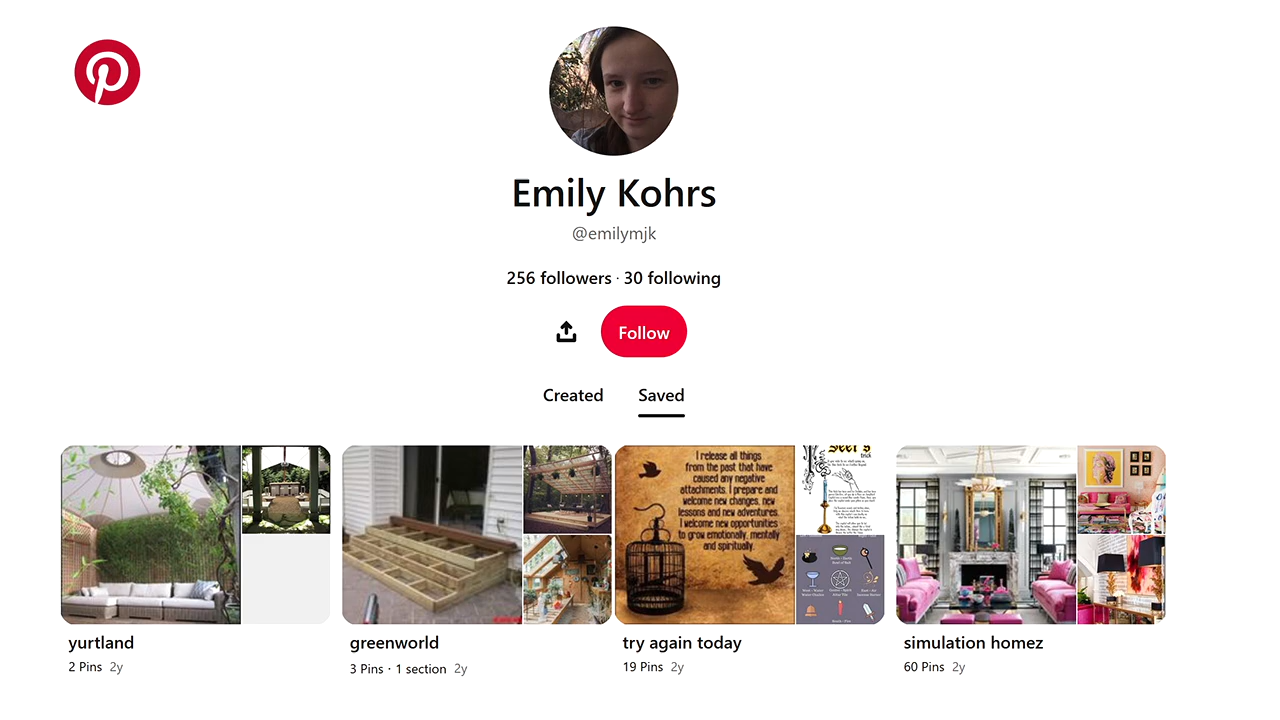 Emily Kohrs
@emilymjk
256 followers · 30 following
Follow
Created
Saved
I release all things
from the past that have
caused any negative
attachments. I prepare and
welcome new changes, new
lessons and new adventures.
I welcome new opportunities
to grow emotionally, mentally
and spiritually.
trick
yurtland
2 Pins 2y
greenworld
3 Pins · 1 section 2y
try again today
19 Pins 2y
simulation homez
60 Pins 2y